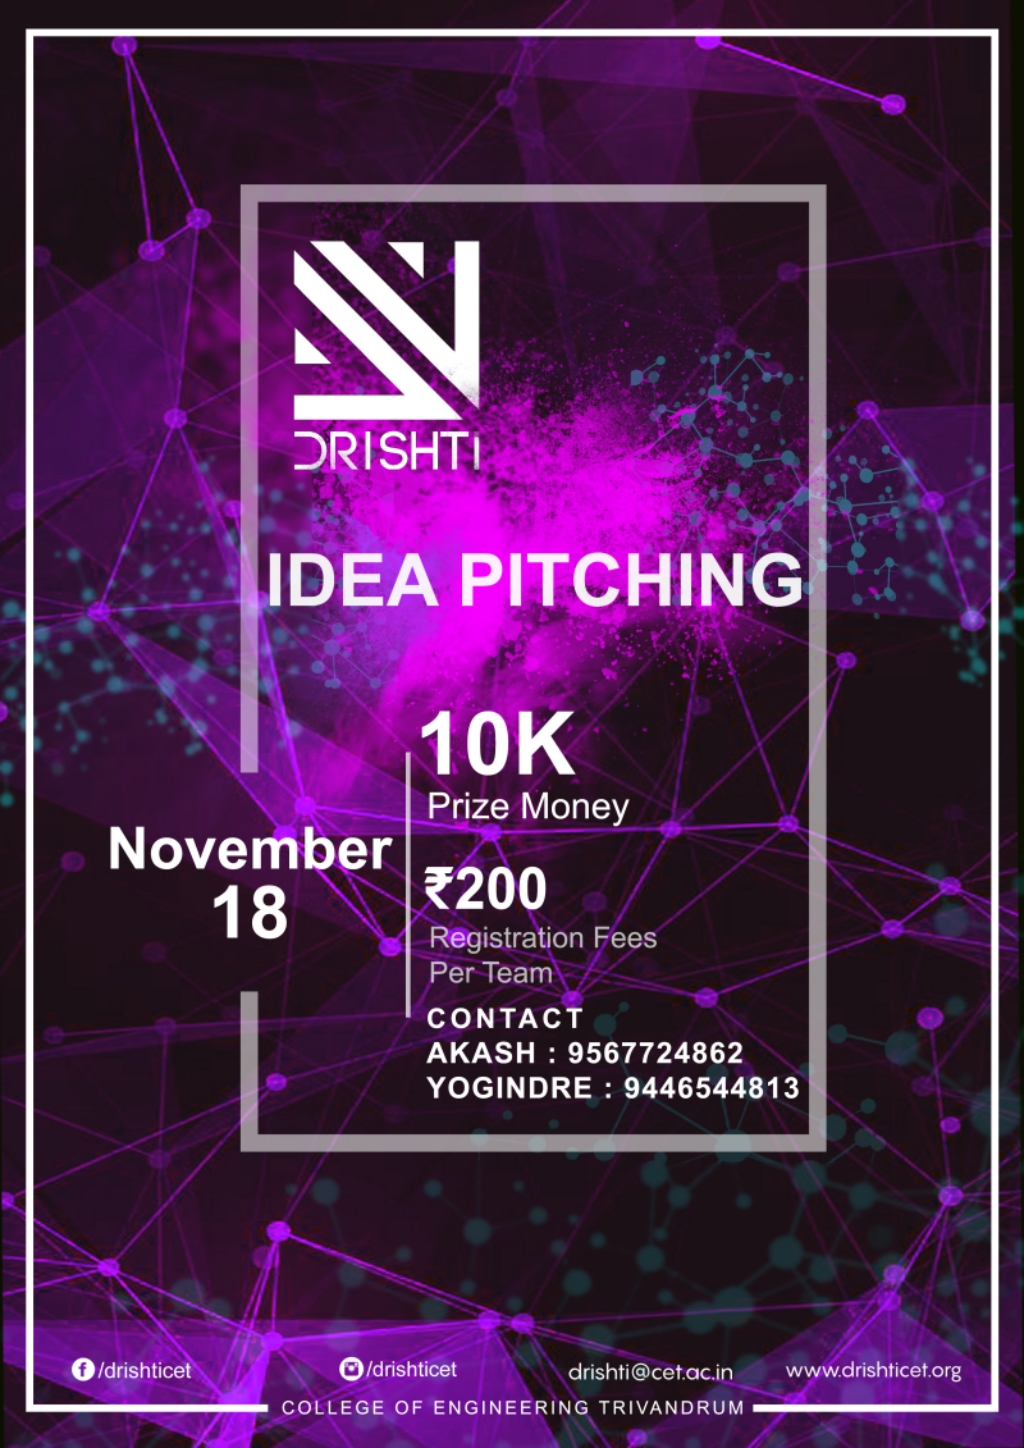 DRISHTI
IDEA PITCHING
10K
Prize Money
November
18
₹200
Registration Fees
Per Team
CONTACT
AKASH : 9567724862
YOGINDRE : 9446544813
/drishticet
/drishticet
drishti@cet.ac.in
www.drishticet.org
COLLEGE OF ENGINEERING TRIVANDRUM